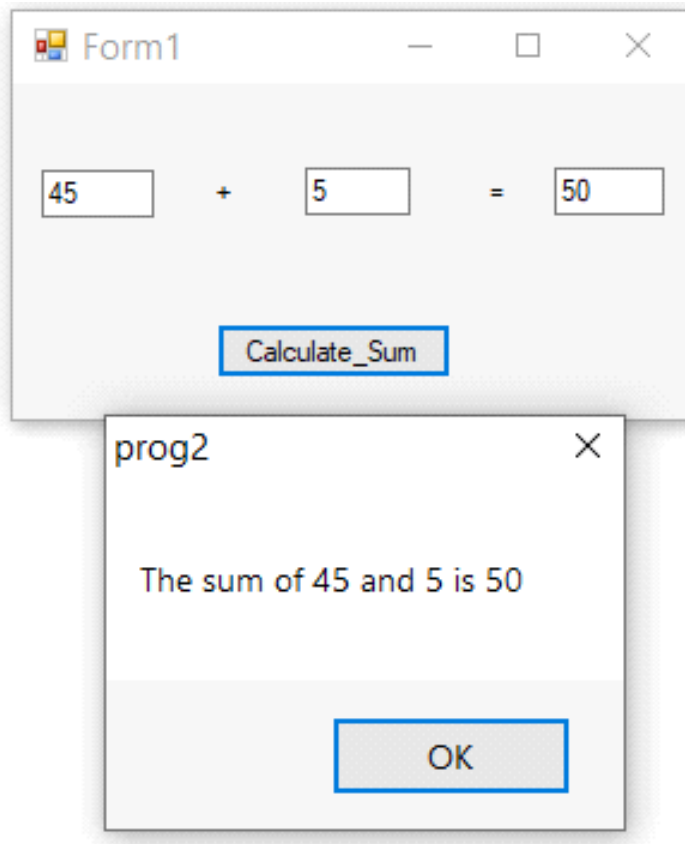 Form1
45 + 5 = 50
Calculate_Sum
prog2
The sum of 45 and 5 is 50
OK